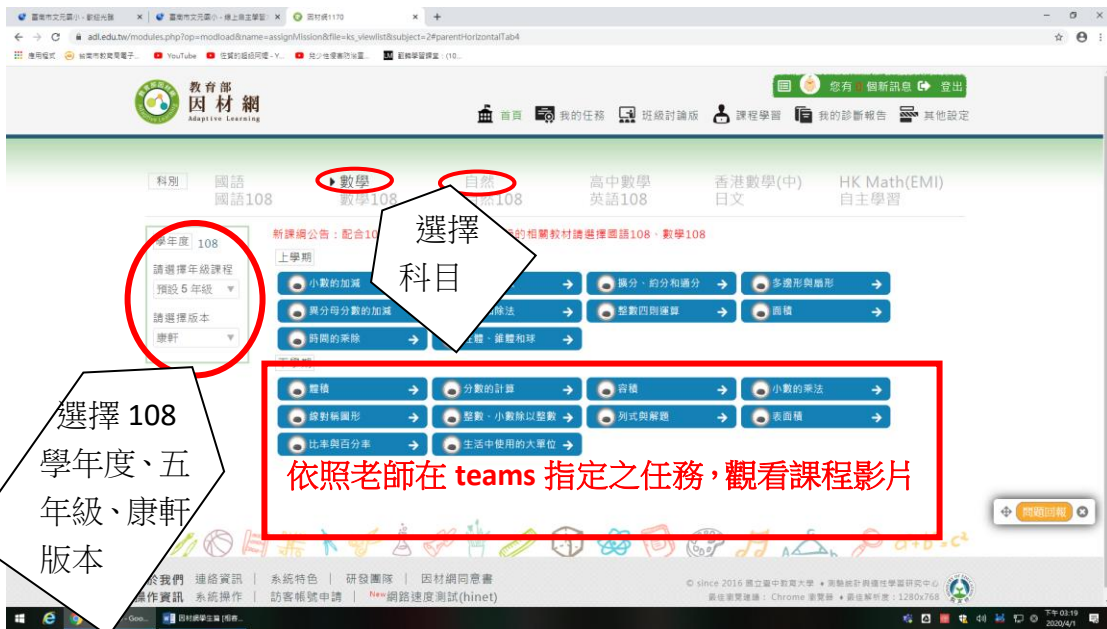 臺南市文元國小 - 歡迎光臨
臺南市文元國小 - 線上自主學習
因材網1170
adl.edu.tw/modules.php?op=modload&name=assignMission&file=ks_viewlist&subject=2#parentHorizontalTab4
應用程式
YouTube
教育部
因材網
Adaptive Learning
您有 個新訊息 登出
首頁 我的任務 班級討論版 課程學習 我的診斷報告 其他設定
科別 國語 數學 自然 高中數學 香港數學(中) HK Math(EMI)
國語108 數學108 自然108 英語108 日文 自主學習
學年度 108
請選擇年級課程
預設 5 年級
請選擇版本
康軒
新課綱公告：配合10 的相關教材請選擇國語108、數學108
上學期
小數的加減 擴分、約分和通分 多邊形與扇形
異分母分數的加減 除法 整數四則運算 面積
時間的乘除 柱體、錐體和球
下學期
體積 分數的計算 容積 小數的乘法
線對稱圖形 整數、小數除以整數 列式與解題 表面積
比率與百分率 生活中使用的大單位
選擇
科目
選擇 108
學年度、五
年級、康軒
版本
依照老師在 teams 指定之任務，觀看課程影片
問題回報
a²+b²=c²
於我們 連絡資訊 | 系統特色 | 研發團隊 | 因材網同意書
操作資訊 系統操作 | 訪客帳號申請 | New網路速度測試(hinet)
© since 2016 國立臺中教育大學 ♦ 測驗統計與適性學習研究中心
最佳瀏覽建議：Chrome 瀏覽器 ♦ 最佳解析度：1280x768
- Goo...
因材網學生篇 [相容...
下午 03:19
2020/4/1